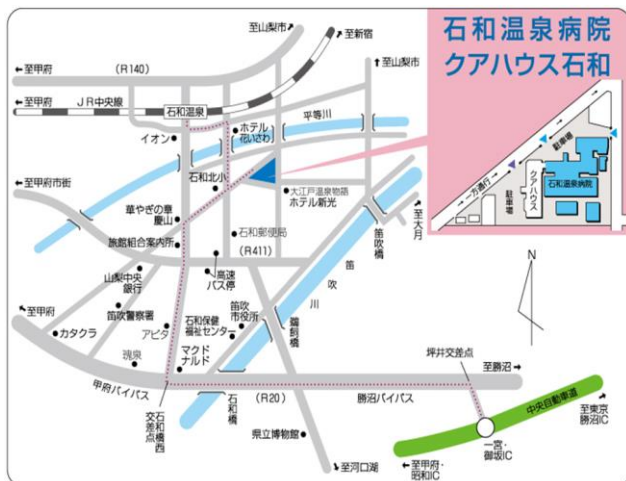 石和温泉病院
クアハウス石和
至山梨市
至新宿
至山梨市
至甲府
(R140)
至甲府
JR中央線
石和温泉
平等川
イオン
ホテル
花いさわ
石和北小
大江戸温泉物語
ホテル新光
至甲府市街
華やぎの章
慶山
旅館組合案内所
石和郵便局
(R411)
笛吹橋
至大月
笛吹川
山梨中央
銀行
高速
バス停
至甲府
笛吹警察署
カタクラ
アピタ
石和保健
福祉センター
笛吹
市役所
鵜飼橋
瑰泉
マクド
ナルド
甲府バイパス
石和橋西
交差点
石和橋
(R20)
勝沼バイパス
坪井交差点
至勝沼
中央自動車道
至東京
勝沼IC
一宮・
御坂IC
至甲府・
昭和IC
県立博物館
至河口湖
N
一方通行
駐車場
駐車場
クアハウス
石和温泉病院